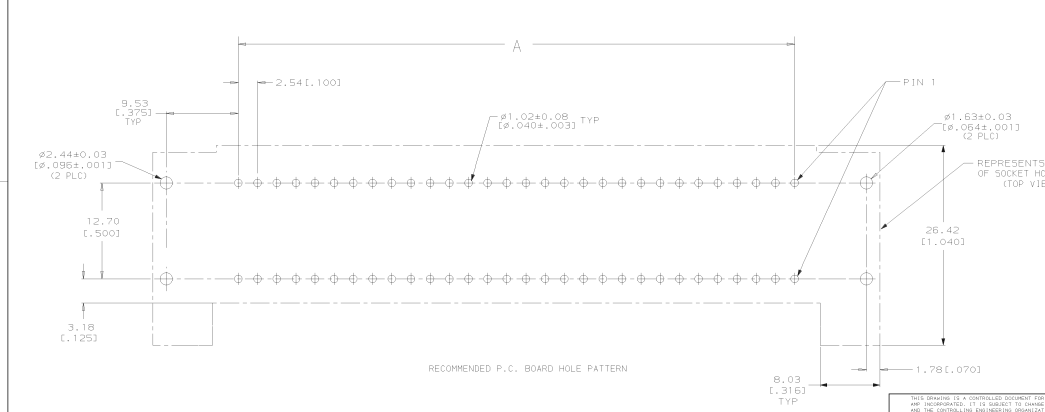 A
2.54[.100]
PIN 1
9.53
[.375]
TYP
ø1.02±0.08 TYP
[ø.040±.003]
ø1.63±0.03
[ø.064±.001]
(2 PLC)
ø2.44±0.03
[ø.096±.001]
(2 PLC)
REPRESENTS
OF SOCKET HO
(TOP VIE
12.70
[.500]
26.42
[1.040]
3.18
[.125]
RECOMMENDED P.C. BOARD HOLE PATTERN
8.03
[.316]
TYP
1.78[.070]
THIS DRAWING IS A CONTROLLED DOCUMENT FOR
AMP INCORPORATED. IT IS SUBJECT TO CHANGE
AND THE CONTROLLING ENGINEERING ORGANIZAT